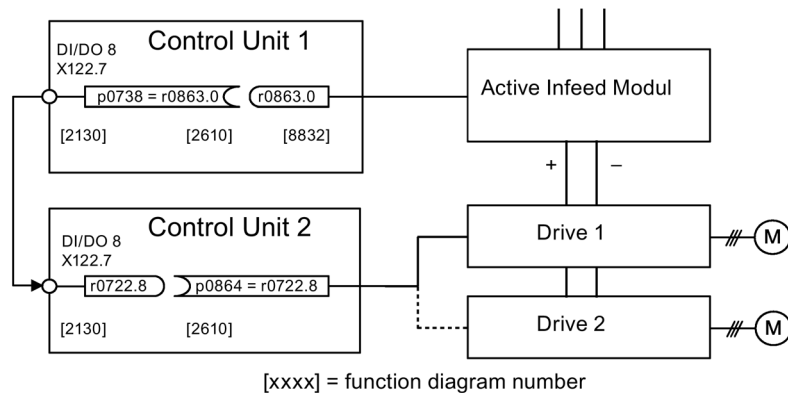 Control Unit 1
DI/DO 8
X122.7
p0738 = r0863.0
r0863.0
[2130]
[2610]
[8832]
Active Infeed Modul
+
–
Control Unit 2
DI/DO 8
X122.7
r0722.8
p0864 = r0722.8
[2130]
[2610]
Drive 1
M
Drive 2
M
[xxxx] = function diagram number